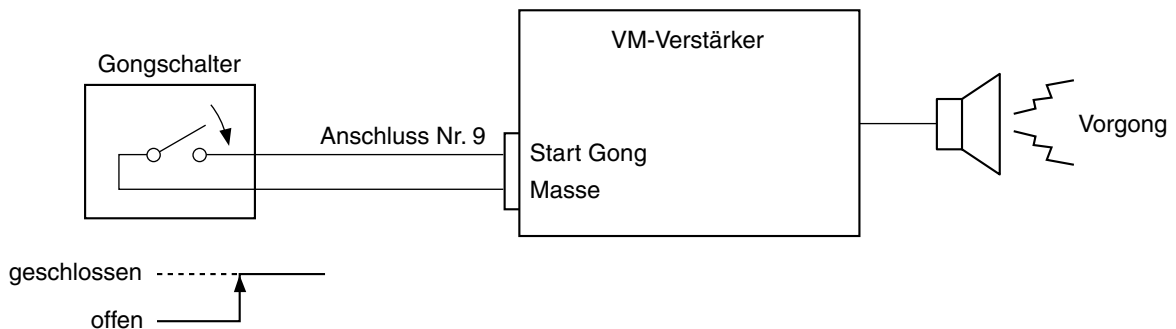 VM-Verstärker
Gongschalter
Anschluss Nr. 9
Start Gong
Masse
Vorgong
geschlossen
offen